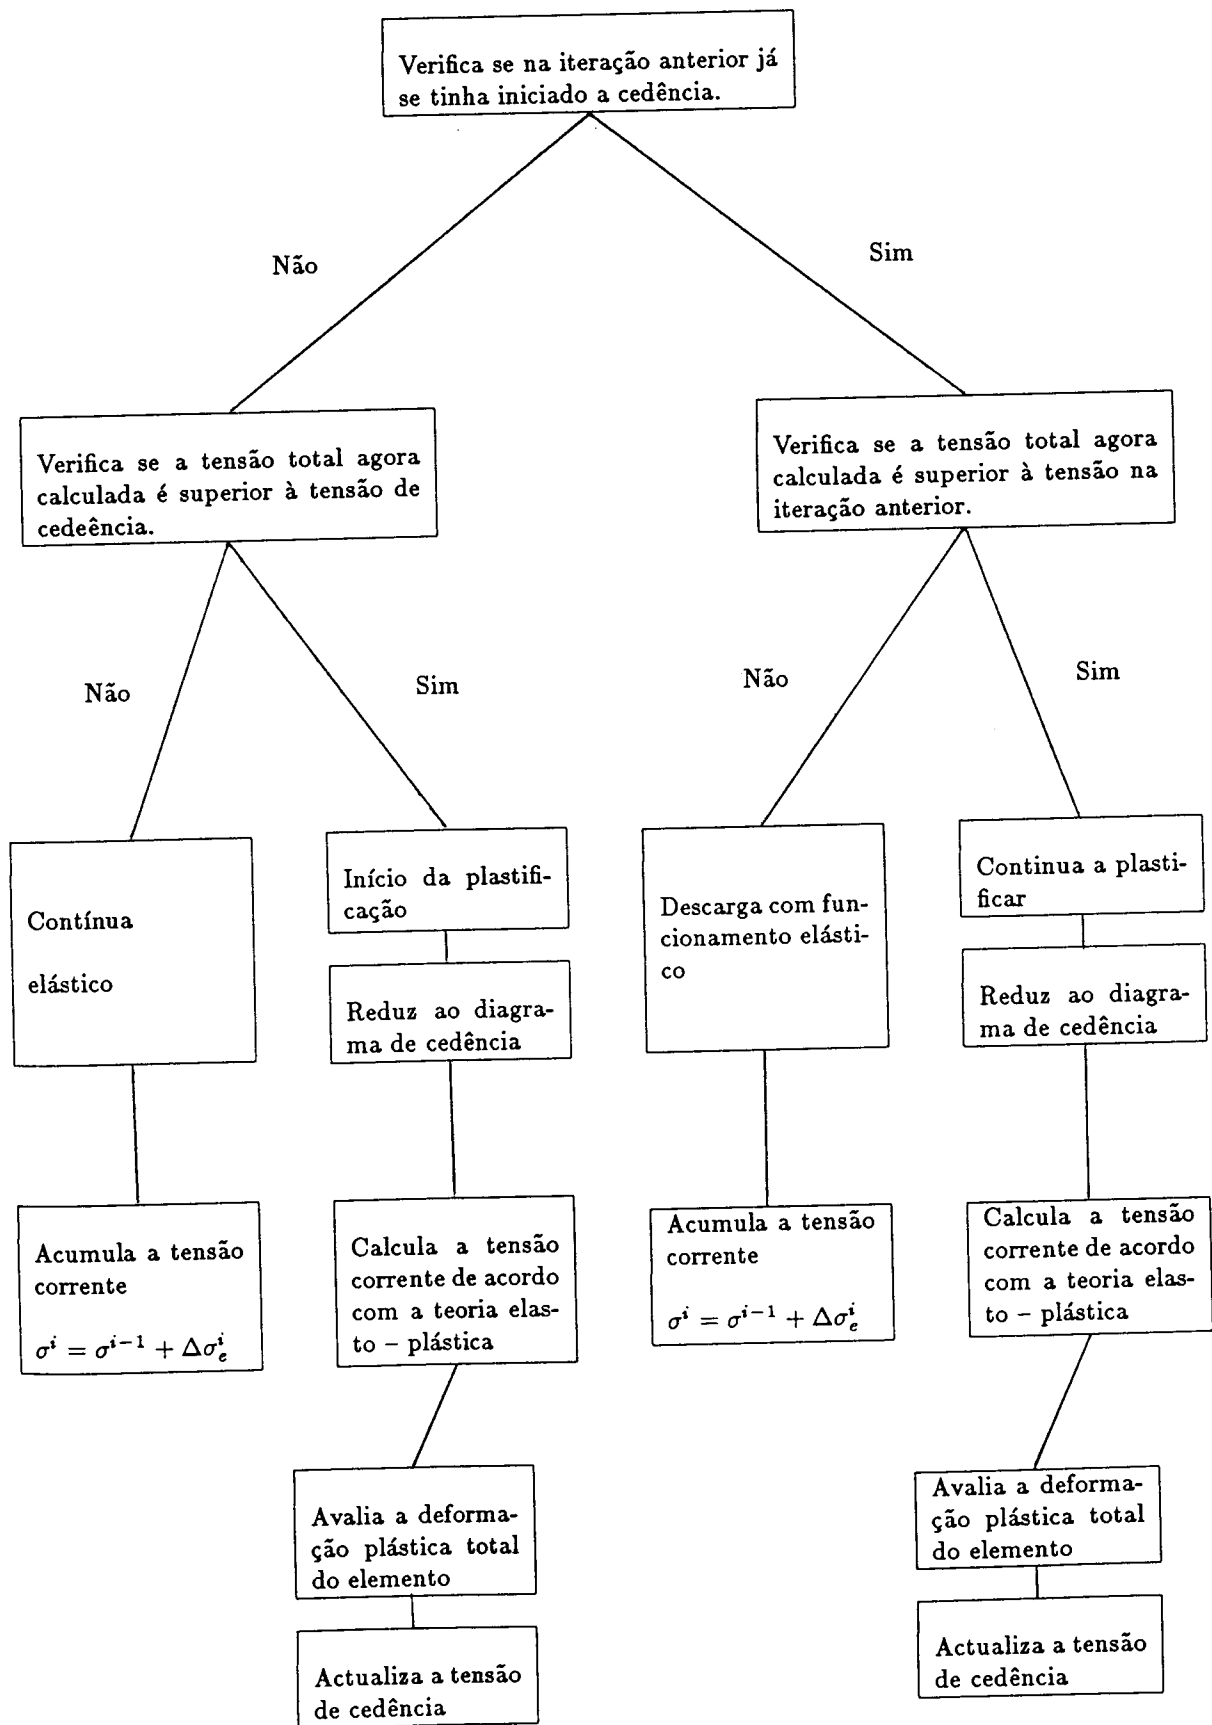 Verifica se na iteração anterior já
se tinha iniciado a cedência.
Não
Sim
Verifica se a tensão total agora
calculada é superior à tensão de
cedeência.
Verifica se a tensão total agora
calculada é superior à tensão na
iteração anterior.
Não
Sim
Não
Sim
Contínua
elástico
Início da plastifi-
cação
Reduz ao diagra-
ma de cedência
Descarga com fun-
cionamento elásti-
co
Continua a plasti-
ficar
Reduz ao diagra-
ma de cedência
Acumula a tensão
corrente
σ^i = σ^{i−1} + Δσ_e^i
Calcula a tensão
corrente de acordo
com a teoria elas-
to – plástica
Acumula a tensão
corrente
σ^i = σ^{i−1} + Δσ_e^i
Calcula a tensão
corrente de acordo
com a teoria elas-
to – plástica
Avalia a deforma-
ção plástica total
do elemento
Actualiza a tensão
de cedência
Avalia a deforma-
ção plástica total
do elemento
Actualiza a tensão
de cedência